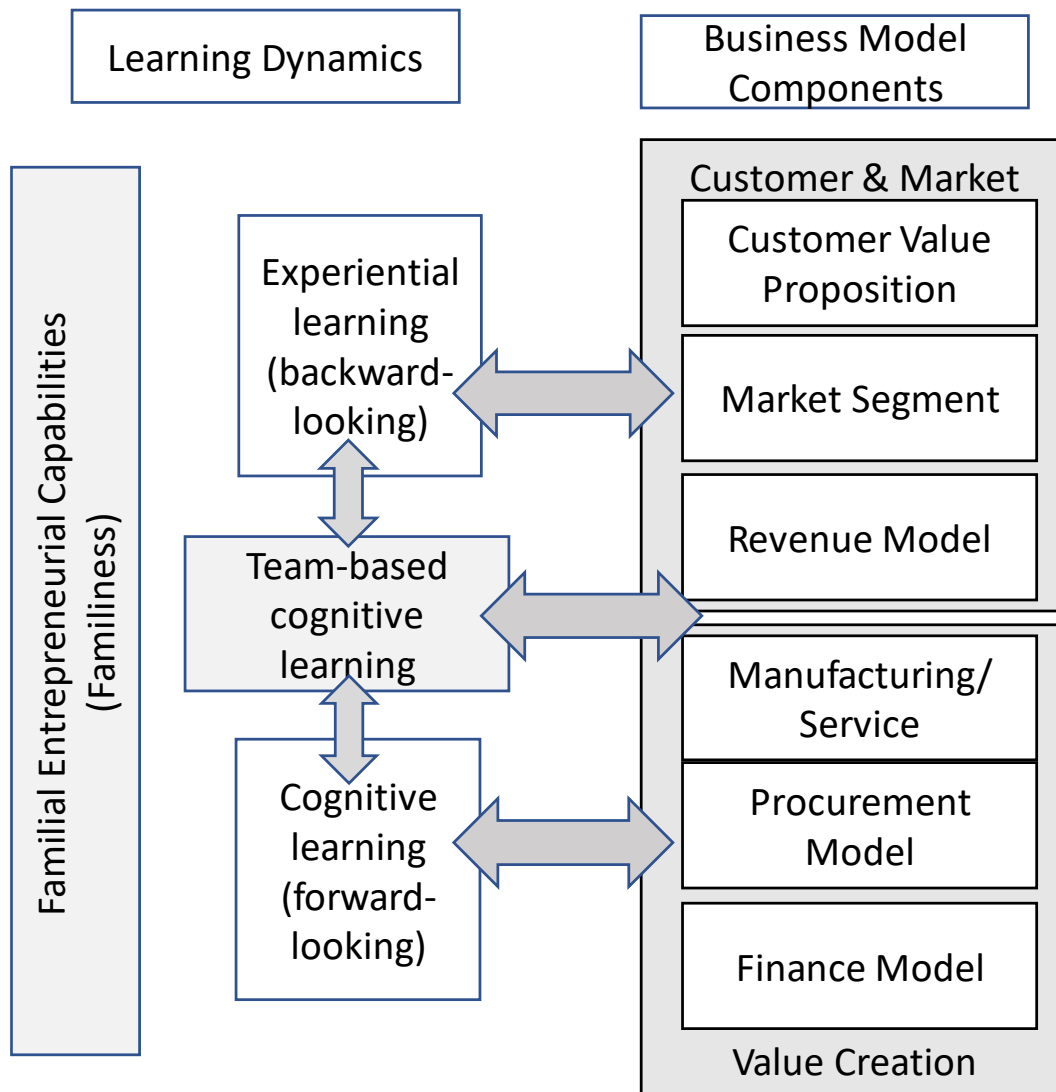 Learning Dynamics
Business Model
Components
Familial Entrepreneurial Capabilities
(Familiness)
Experiential
learning
(backward-
looking)
Team-based
cognitive
learning
Cognitive
learning
(forward-
looking)
Customer & Market
Customer Value
Proposition
Market Segment
Revenue Model
Manufacturing/
Service
Procurement
Model
Finance Model
Value Creation